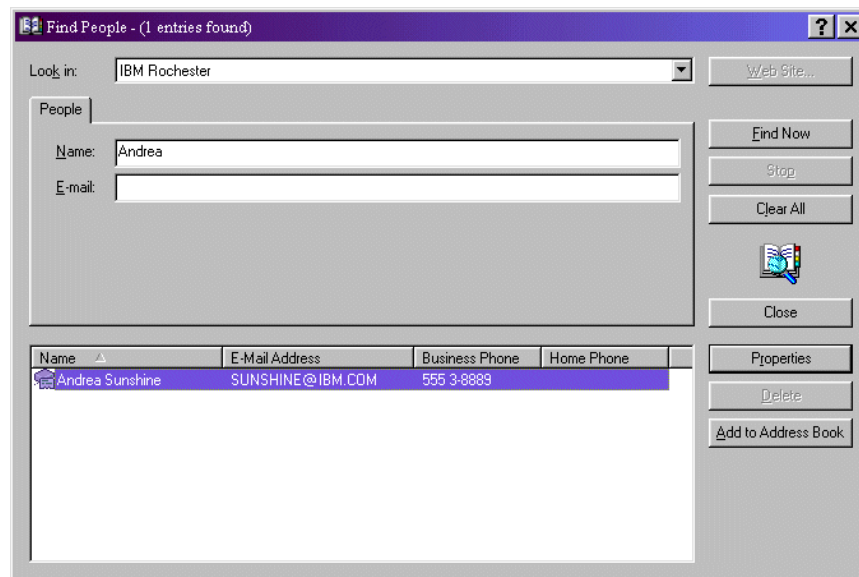 Find People - (1 entries found)
Look in:
IBM Rochester
Web Site...
People
Name:
Andrea
E-mail:
Find Now
Stop
Clear All
Close
Name
E-Mail Address
Business Phone
Home Phone
Andrea Sunshine
SUNSHINE@IBM.COM
555 3-8889
Properties
Delete
Add to Address Book